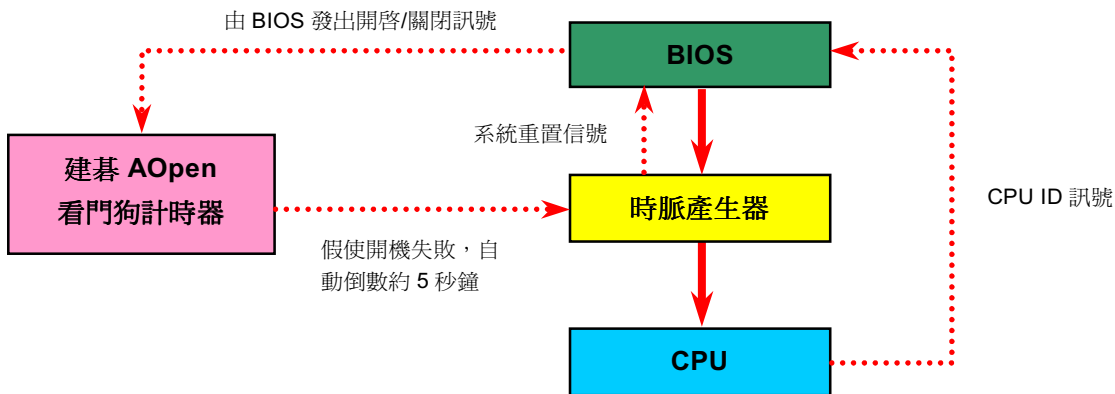 由 BIOS 發出開啓/關閉訊號
BIOS
系統重置信號
建碁 AOpen
看門狗計時器
時脈產生器
CPU ID 訊號
假使開機失敗，自
動倒數約 5 秒鐘
CPU